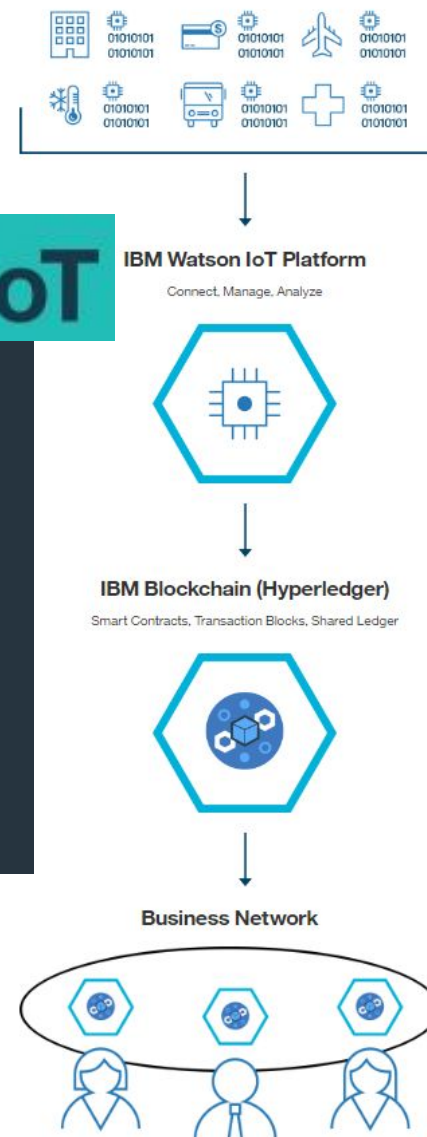 01010101 01010101 01010101
01010101 01010101 01010101
01010101 01010101 01010101
01010101 01010101 01010101
oT
IBM Watson IoT Platform
Connect, Manage, Analyze
IBM Blockchain (Hyperledger)
Smart Contracts, Transaction Blocks, Shared Ledger
Business Network